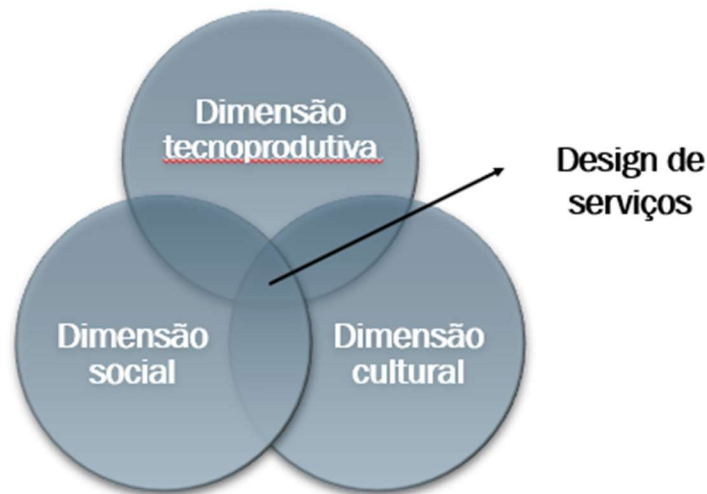 Dimensão
tecnoprodutiva
Design de
serviços
Dimensão
social
Dimensão
cultural